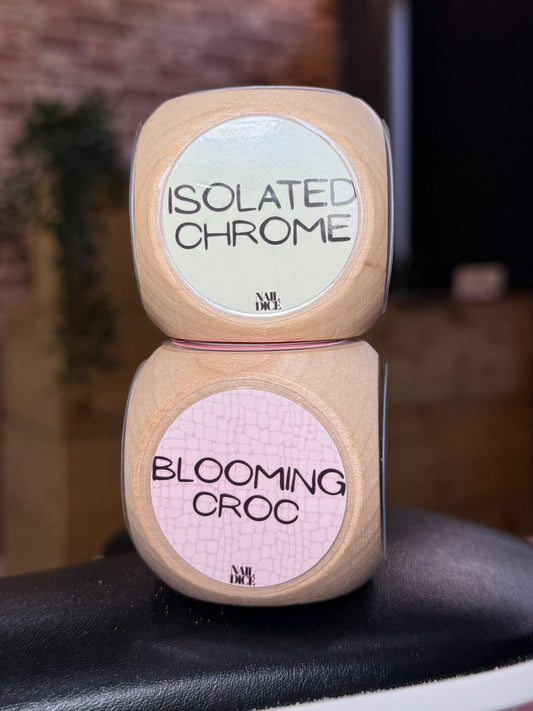 ISOLATED
CHROME
NAIL
DICE
BLOOMING
CROC
NAIL
DICE